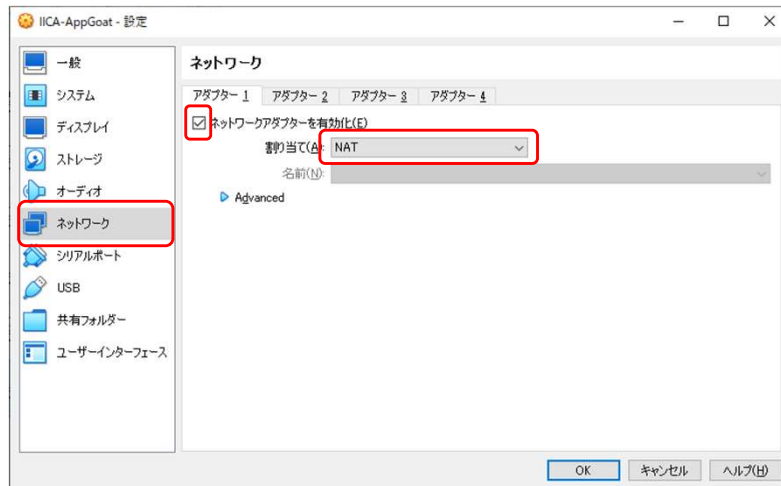 IICA-AppGoat - 設定
一般
システム
ディスプレイ
ストレージ
オーディオ
ネットワーク
シリアルポート
USB
共有フォルダー
ユーザーインターフェース
ネットワーク
アダプター 1 アダプター 2 アダプター 3 アダプター 4
ネットワークアダプターを有効化(E)
割り当て(A): NAT
名前(N):
Advanced
OK キャンセル ヘルプ(H)